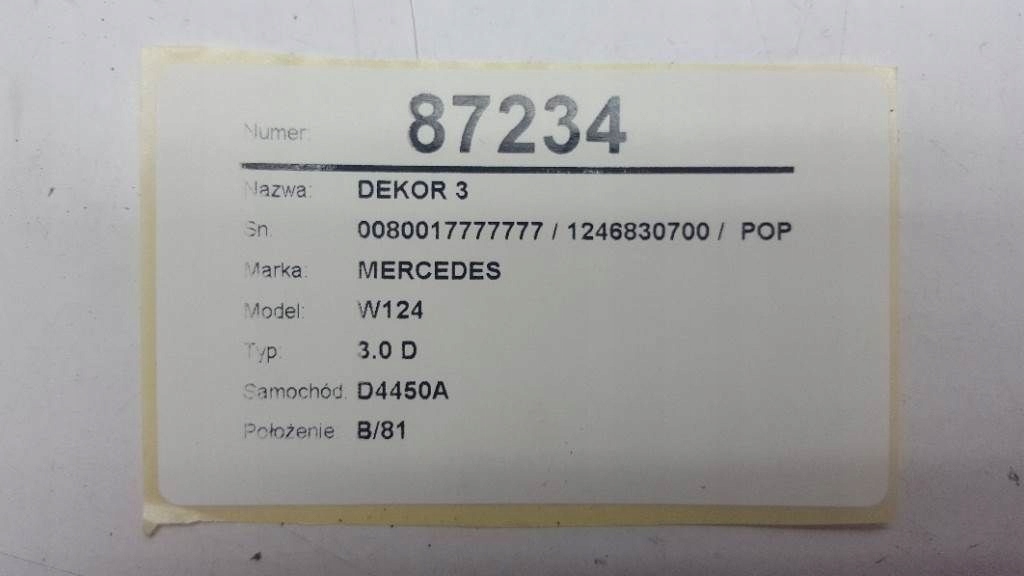 Numer: 87234
Nazwa: DEKOR 3
Sn: 0080017777777 / 1246830700 / POP
Marka: MERCEDES
Model: W124
Typ: 3.0 D
Samochód: D4450A
Położenie: B/81